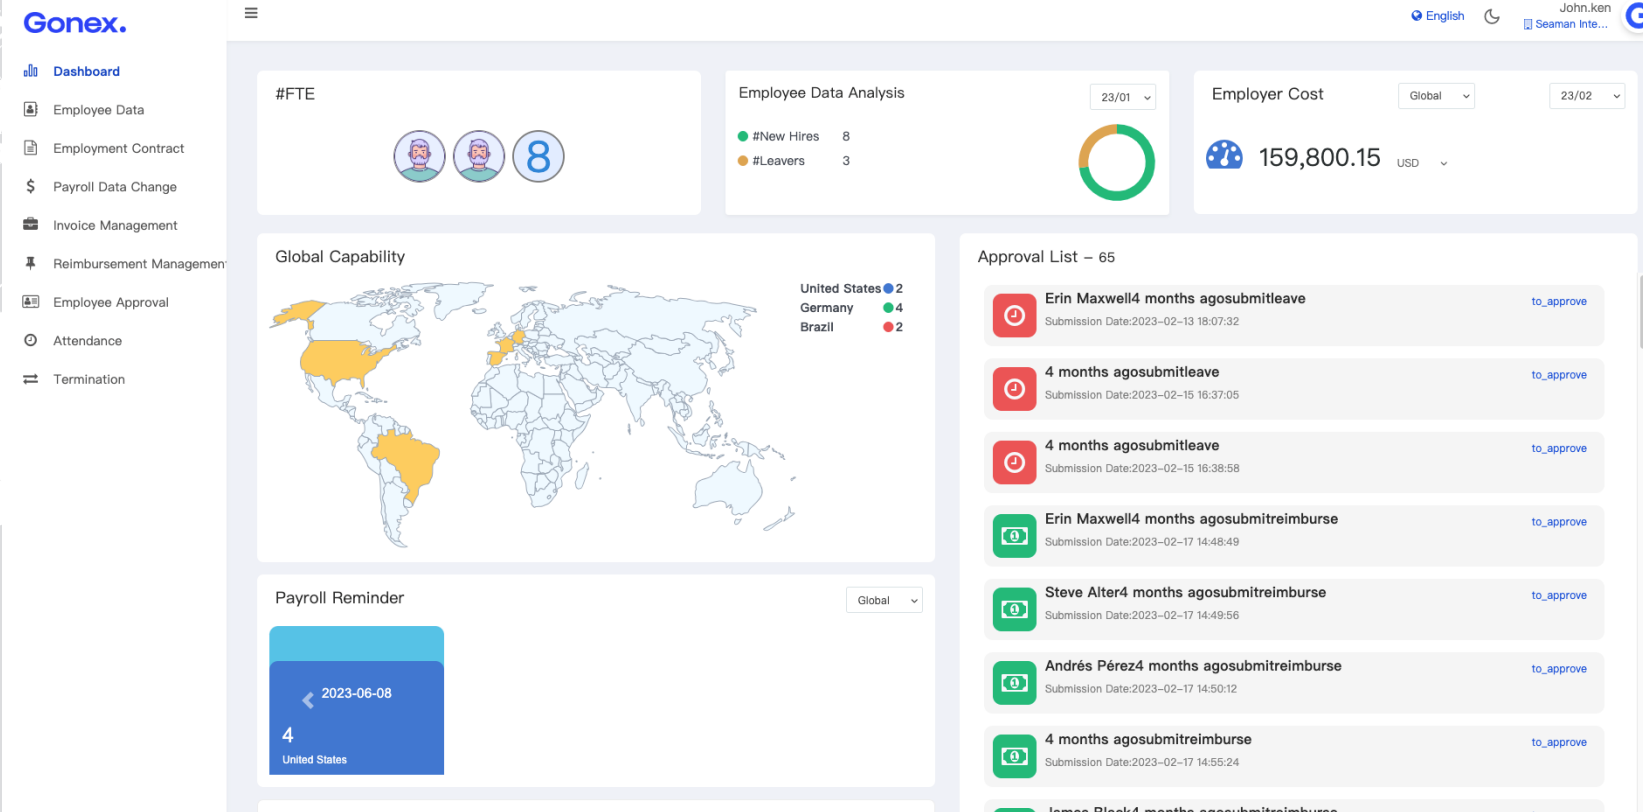 Gonex.
English
John.ken
Seaman Inte...
Dashboard
Employee Data
Employment Contract
Payroll Data Change
Invoice Management
Reimbursement Management
Employee Approval
Attendance
Termination
#FTE
8
Employee Data Analysis
23/01
#New Hires 8
#Leavers 3
Employer Cost
Global
23/02
159,800.15 USD
Global Capability
United States 2
Germany 4
Brazil 2
Payroll Reminder
Global
2023-06-08
4
United States
Approval List - 65
Erin Maxwell4 months agosubmitleave
to_approve
Submission Date:2023-02-13 18:07:32
4 months agosubmitleave
to_approve
Submission Date:2023-02-15 16:37:05
4 months agosubmitleave
to_approve
Submission Date:2023-02-15 16:38:58
Erin Maxwell4 months agosubmitreimburse
to_approve
Submission Date:2023-02-17 14:48:49
Steve Alter4 months agosubmitreimburse
to_approve
Submission Date:2023-02-17 14:49:56
Andrés Pérez4 months agosubmitreimburse
to_approve
Submission Date:2023-02-17 14:50:12
4 months agosubmitreimburse
to_approve
Submission Date:2023-02-17 14:55:24